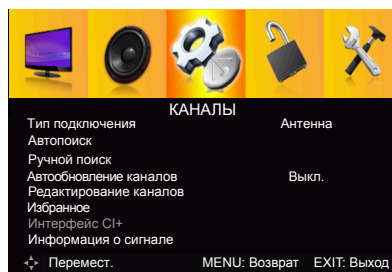 КАНАЛЫ
Тип подключения Антенна
Автопоиск
Ручной поиск
Автообновление каналов Выкл.
Редактирование каналов
Избранное
Интерфейс CI+
Информация о сигнале
Перемест. MENU: Возврат EXIT: Выход